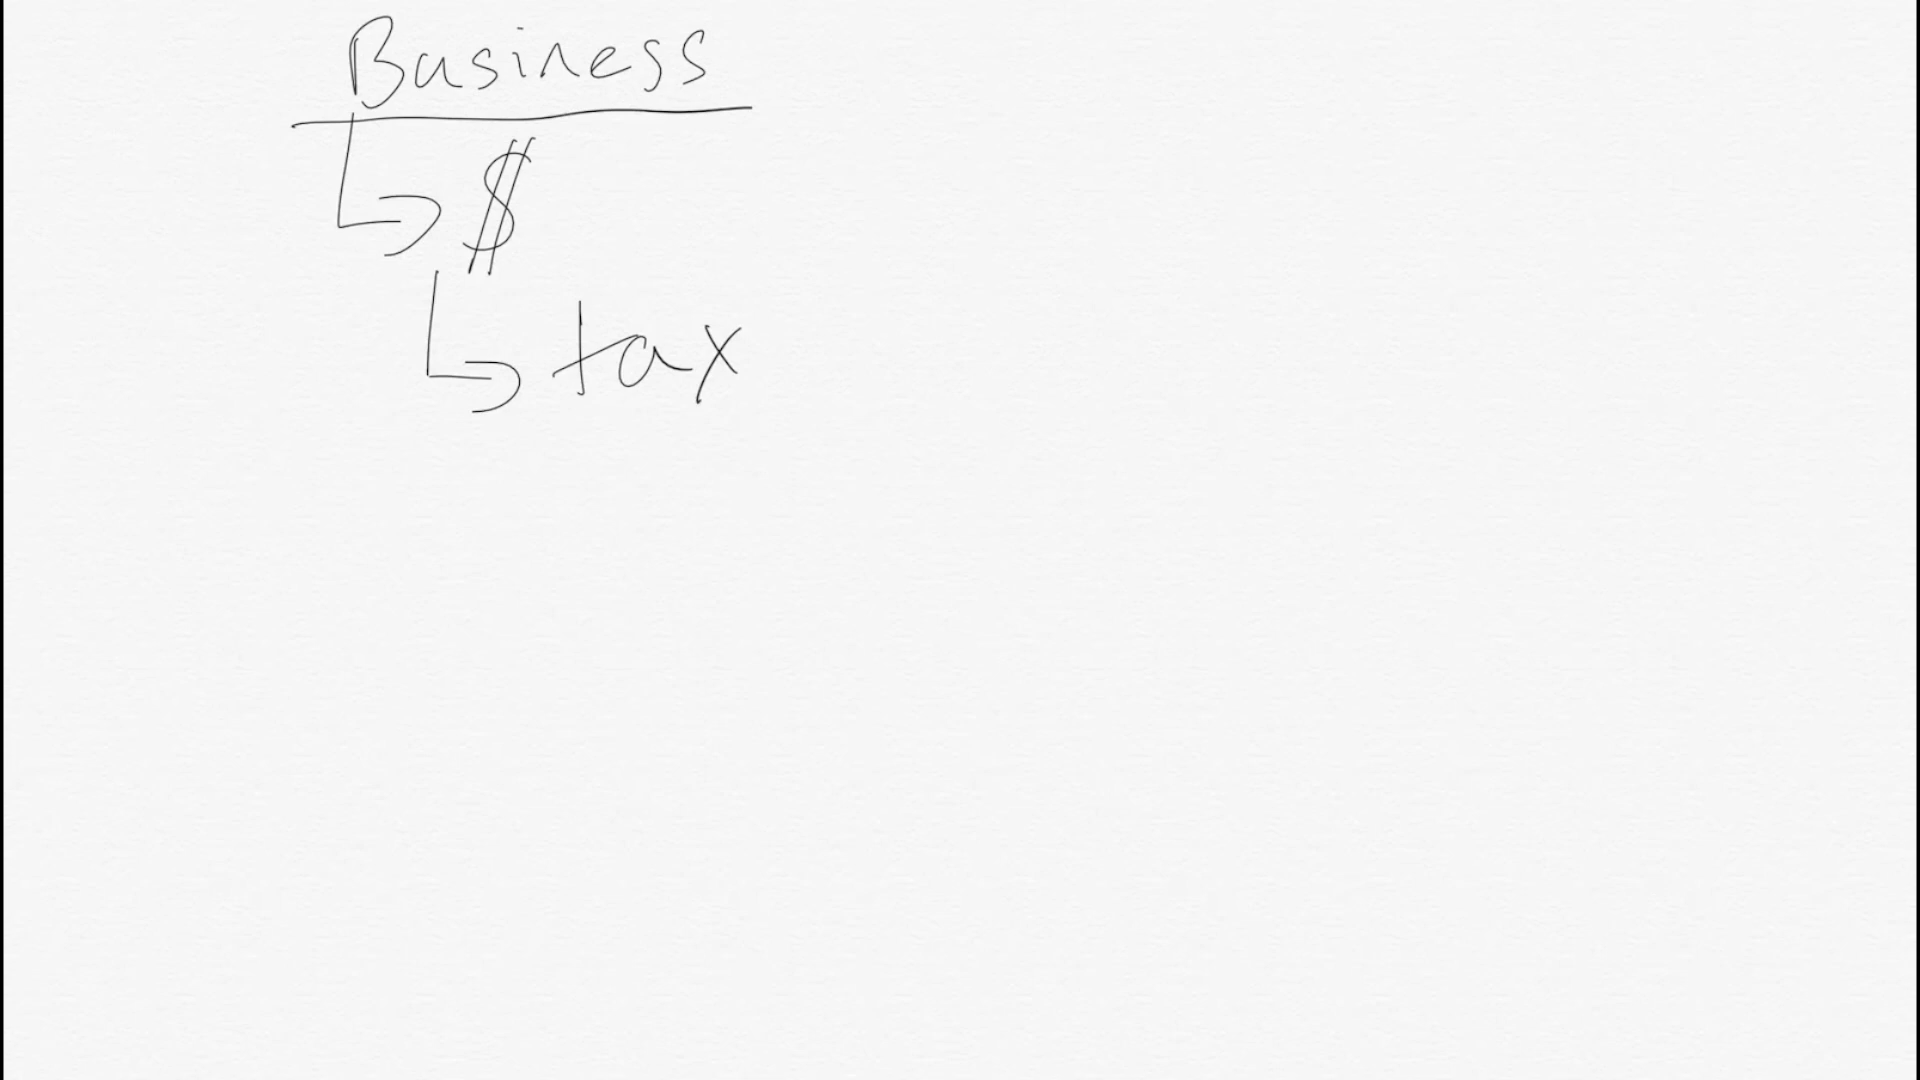 Business
↳ $
↳ tax